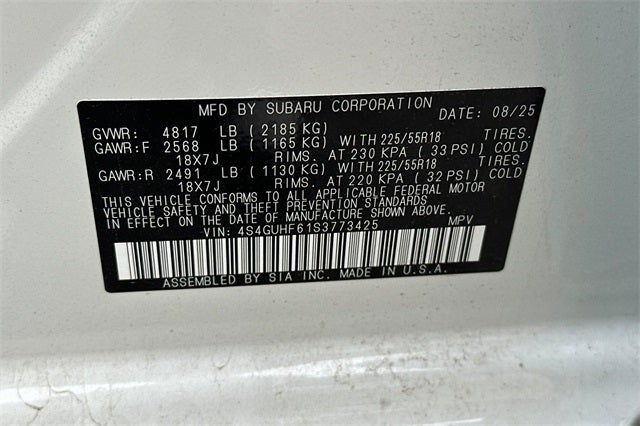 MFD BY SUBARU CORPORATION DATE: 08/25
GVWR: 4817 LB (2185 KG)
GAWR:F 2568 LB (1165 KG) WITH 225/55R18 TIRES.
18X7J RIMS. AT 230 KPA (33 PSI) COLD
GAWR:R 2491 LB (1130 KG) WITH 225/55R18 TIRES.
18X7J RIMS. AT 220 KPA (32 PSI) COLD
THIS VEHICLE CONFORMS TO ALL APPLICABLE FEDERAL MOTOR
VEHICLE SAFETY AND THEFT PREVENTION STANDARDS IN EFFECT
ON THE DATE OF MANUFACTURE SHOWN ABOVE.
VIN: 4S4GUHF61S3773425 MPV
ASSEMBLED BY SIA INC. MADE IN U.S.A.